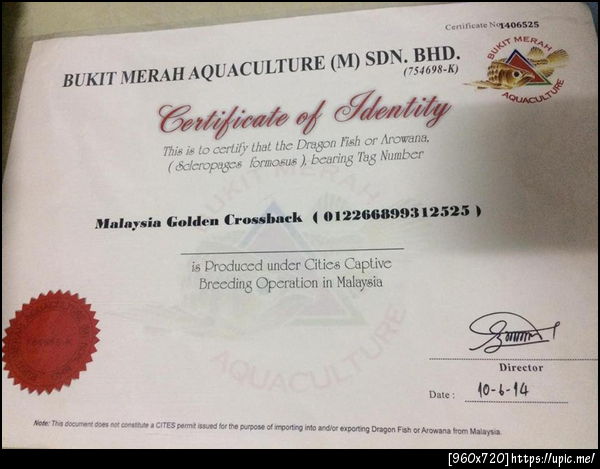 Certificate No 1406525
BUKIT MERAH AQUACULTURE (M) SDN. BHD.
(754698-K)
BUKIT MERAH
AQUACULTURE
Certificate of Identity
This is to certify that the Dragon Fish or Arowana,
( Scleropages formosus ), bearing Tag Number
Malaysia Golden Crossback ( 012266899312525 )
is Produced under Cities Captive
Breeding Operation in Malaysia
BUKIT MERAH
AQUACULTURE
Director
Date : 10-6-14
Note: This document does not constitute a CITES permit issued for the purpose of importing into and/or exporting Dragon Fish or Arowana from Malaysia.
[960x720]https://upic.me/